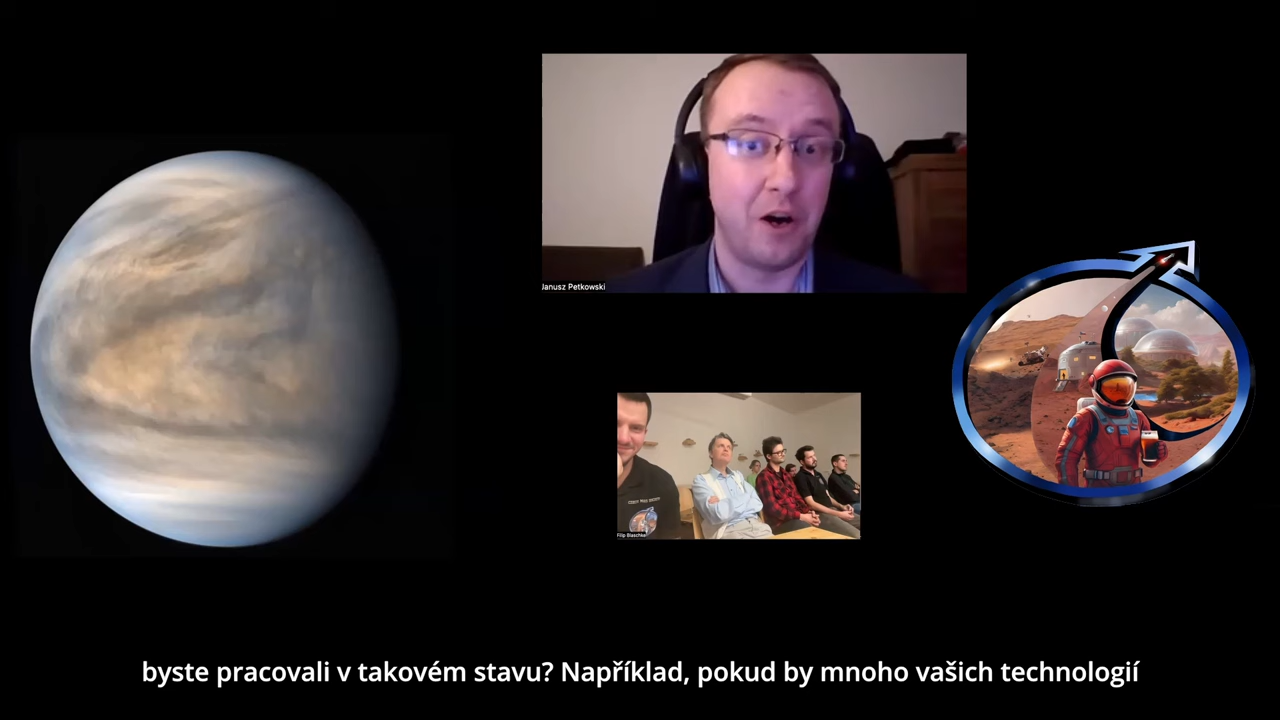 Janusz Petkowski
Filip Blaschke
byste pracovali v takovém stavu? Například, pokud by mnoho vašich technologií